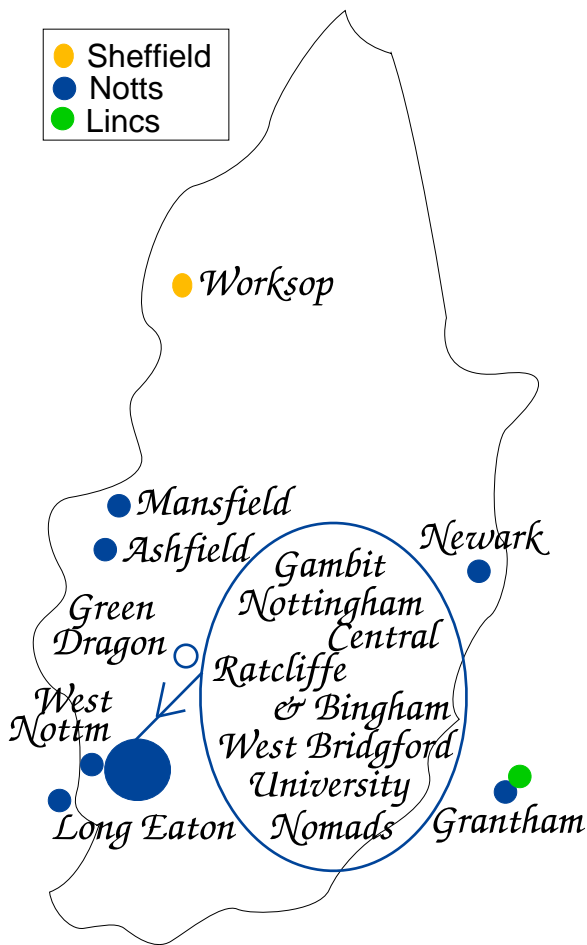 Sheffield
Notts
Lincs
Worksop
Mansfield
Ashfield
Newark
Gambit
Nottingham
Central
Green
Dragon
Ratcliffe
& Bingham
West
Nottm
West Bridgford
University
Nomads
Long Eaton
Grantham